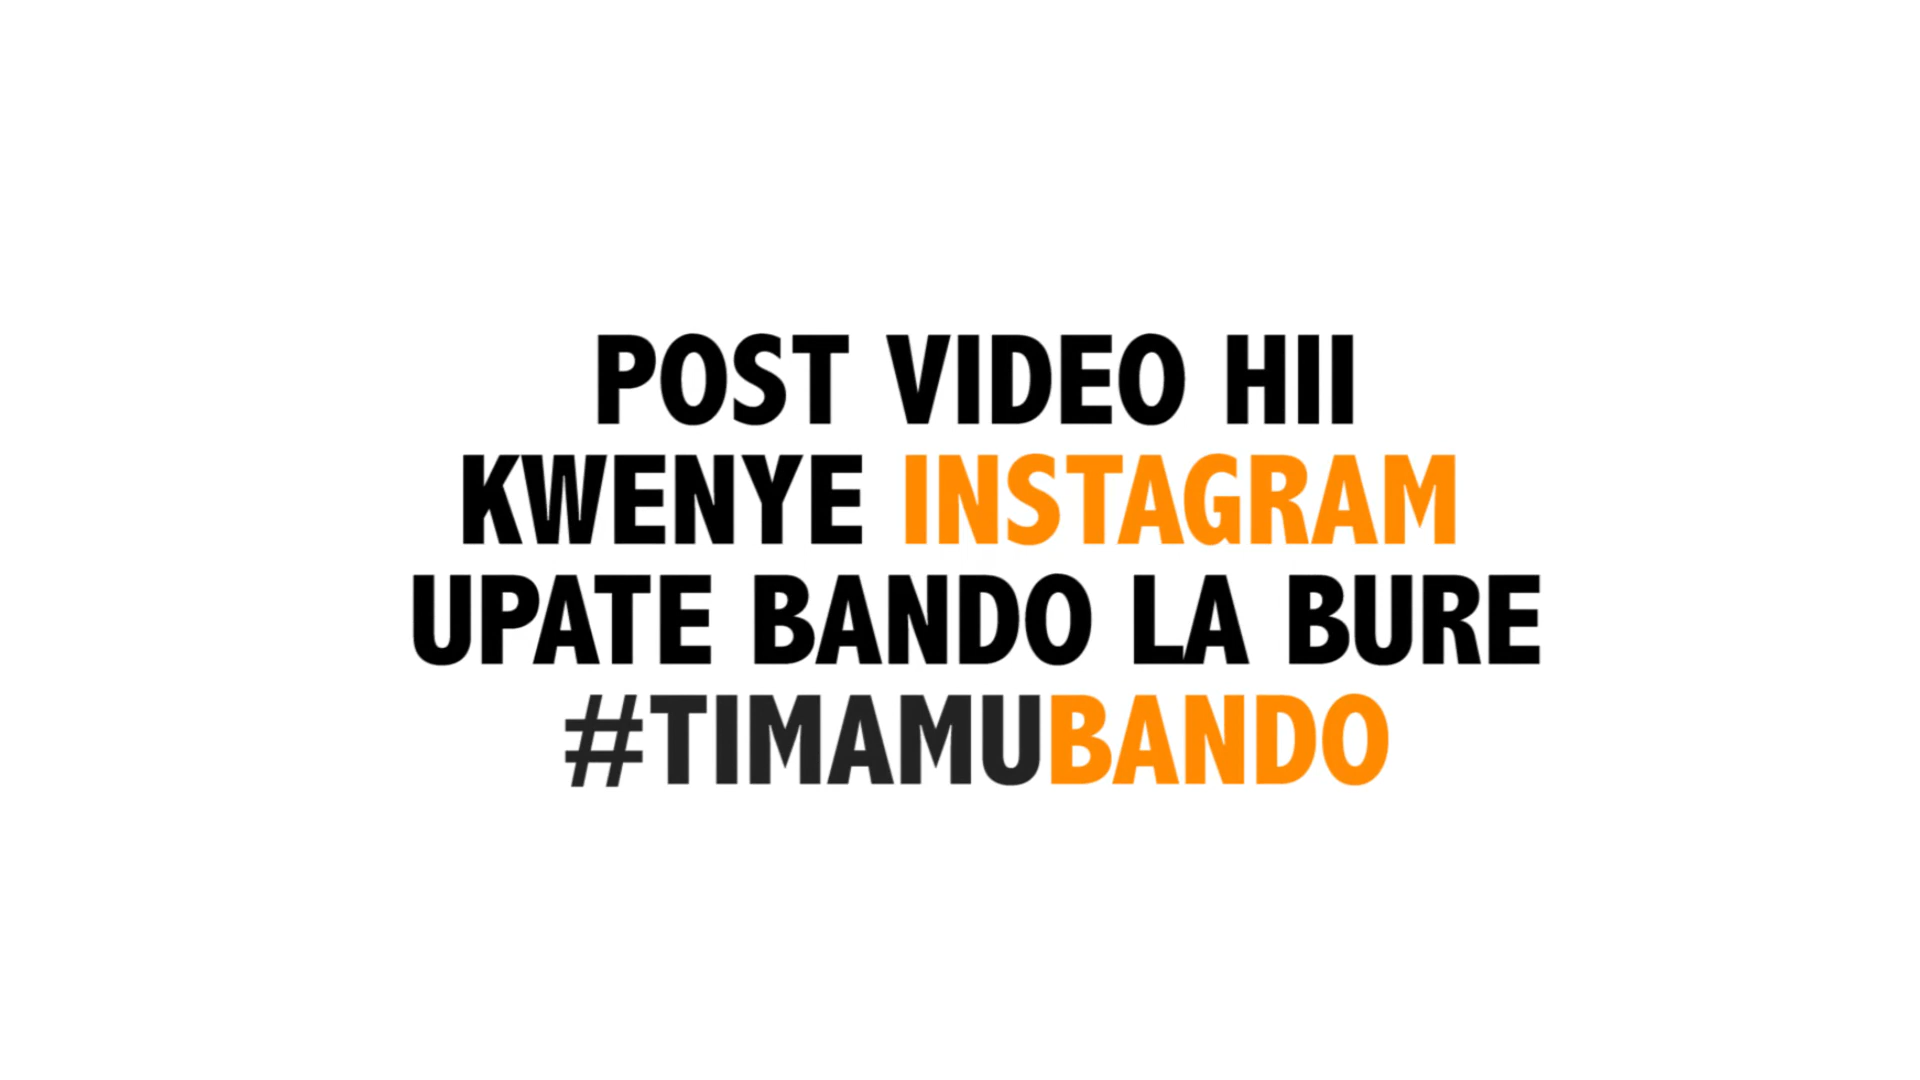 POST VIDEO HII
KWENYE INSTAGRAM
UPATE BANDO LA BURE
#TIMAMUBANDO